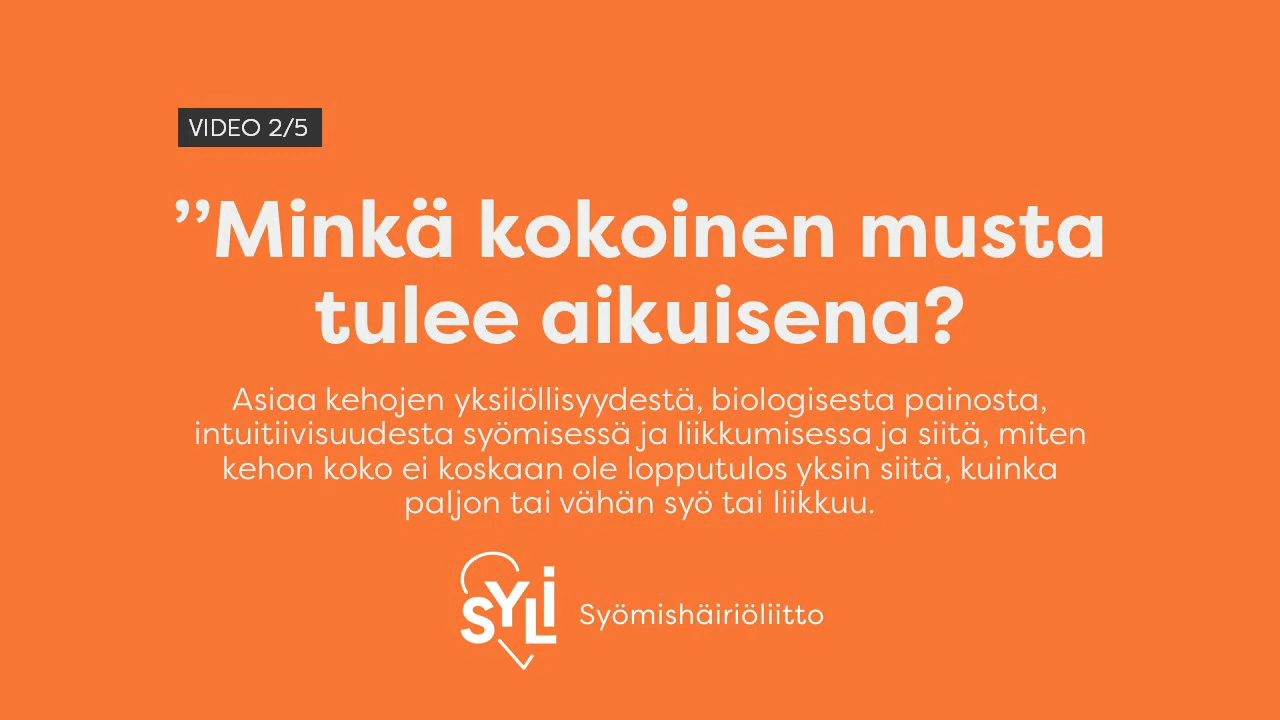 VIDEO 2/5
”Minkä kokoinen musta
tulee aikuisena?
Asiaa kehojen yksilöllisyydestä, biologisesta painosta,
intuitiivisuudesta syömisessä ja liikkumisessa ja siitä, miten
kehon koko ei koskaan ole lopputulos yksin siitä, kuinka
paljon tai vähän syö tai liikkuu.
SYLI
Syömishäiriöliitto